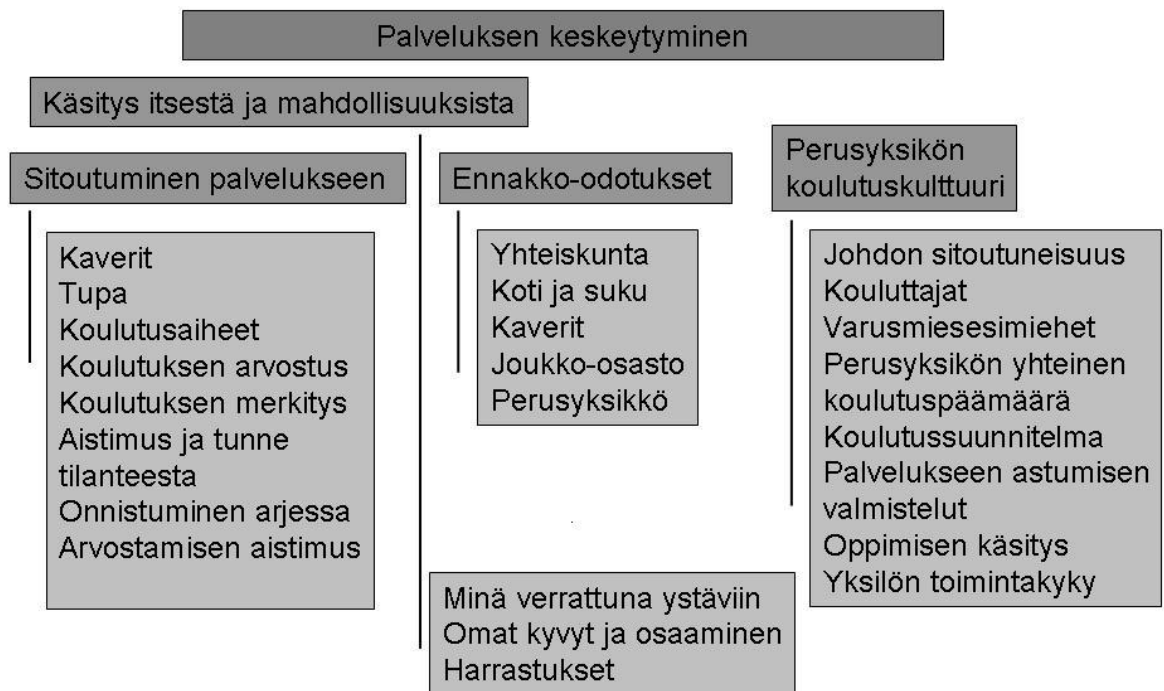 Palveluksen keskeytyminen
Käsitys itsestä ja mahdollisuuksista
Sitoutuminen palvelukseen
Kaverit
Tupa
Koulutusaiheet
Koulutuksen arvostus
Koulutuksen merkitys
Aistimus ja tunne
tilanteesta
Onnistuminen arjessa
Arvostamisen aistimus
Ennakko-odotukset
Yhteiskunta
Koti ja suku
Kaverit
Joukko-osasto
Perusyksikkö
Minä verrattuna ystäviin
Omat kyvyt ja osaaminen
Harrastukset
Perusyksikön
koulutuskulttuuri
Johdon sitoutuneisuus
Kouluttajat
Varusmiesesimiehet
Perusyksikön yhteinen
koulutuspäämäärä
Koulutussuunnitelma
Palvelukseen astumisen
valmistelut
Oppimisen käsitys
Yksilön toimintakyky